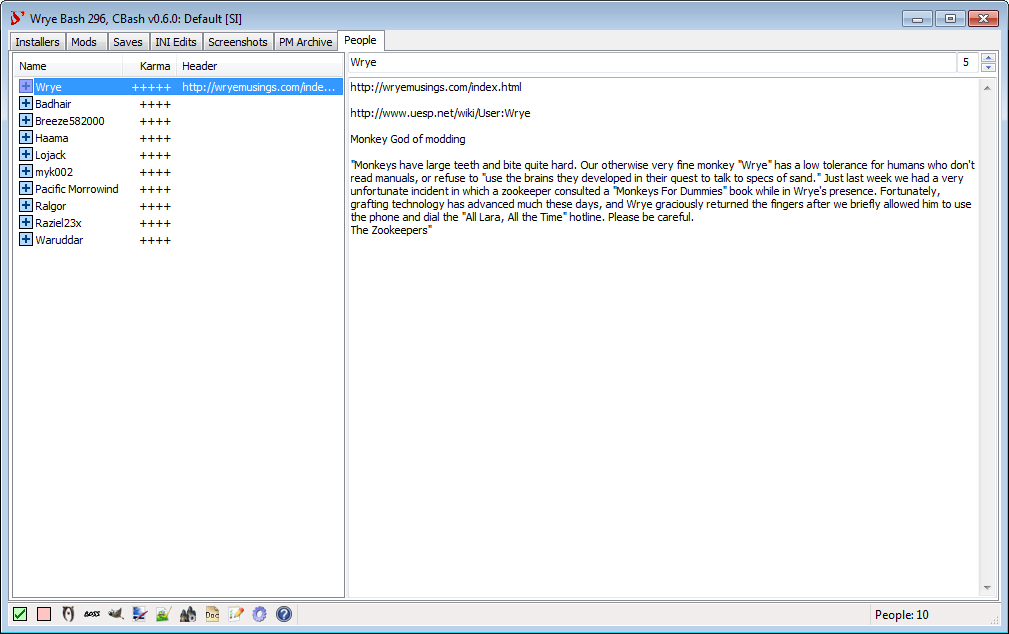 Wrye Bash 296, CBash v0.6.0: Default [SI]
Installers Mods Saves INI Edits Screenshots PM Archive People
Name Karma Header
Wrye +++++ http://wryemusings.com/inde...
Badhair ++++
Breeze582000 ++++
Haama ++++
Lojack ++++
myk002 ++++
Pacific Morrowind ++++
Ralgor ++++
Raziel23x ++++
Waruddar ++++
Wrye 5
http://wryemusings.com/index.html
http://www.uesp.net/wiki/User:Wrye
Monkey God of modding
"Monkeys have large teeth and bite quite hard. Our otherwise very fine monkey "Wrye" has a low tolerance for humans who don't
read manuals, or refuse to "use the brains they developed in their quest to talk to specs of sand." Just last week we had a very
unfortunate incident in which a zookeeper consulted a "Monkeys For Dummies" book while in Wrye's presence. Fortunately,
grafting technology has advanced much these days, and Wrye graciously returned the fingers after we briefly allowed him to use
the phone and dial the "All Lara, All the Time" hotline. Please be careful.
The Zookeepers"
BOSS Doc
People: 10